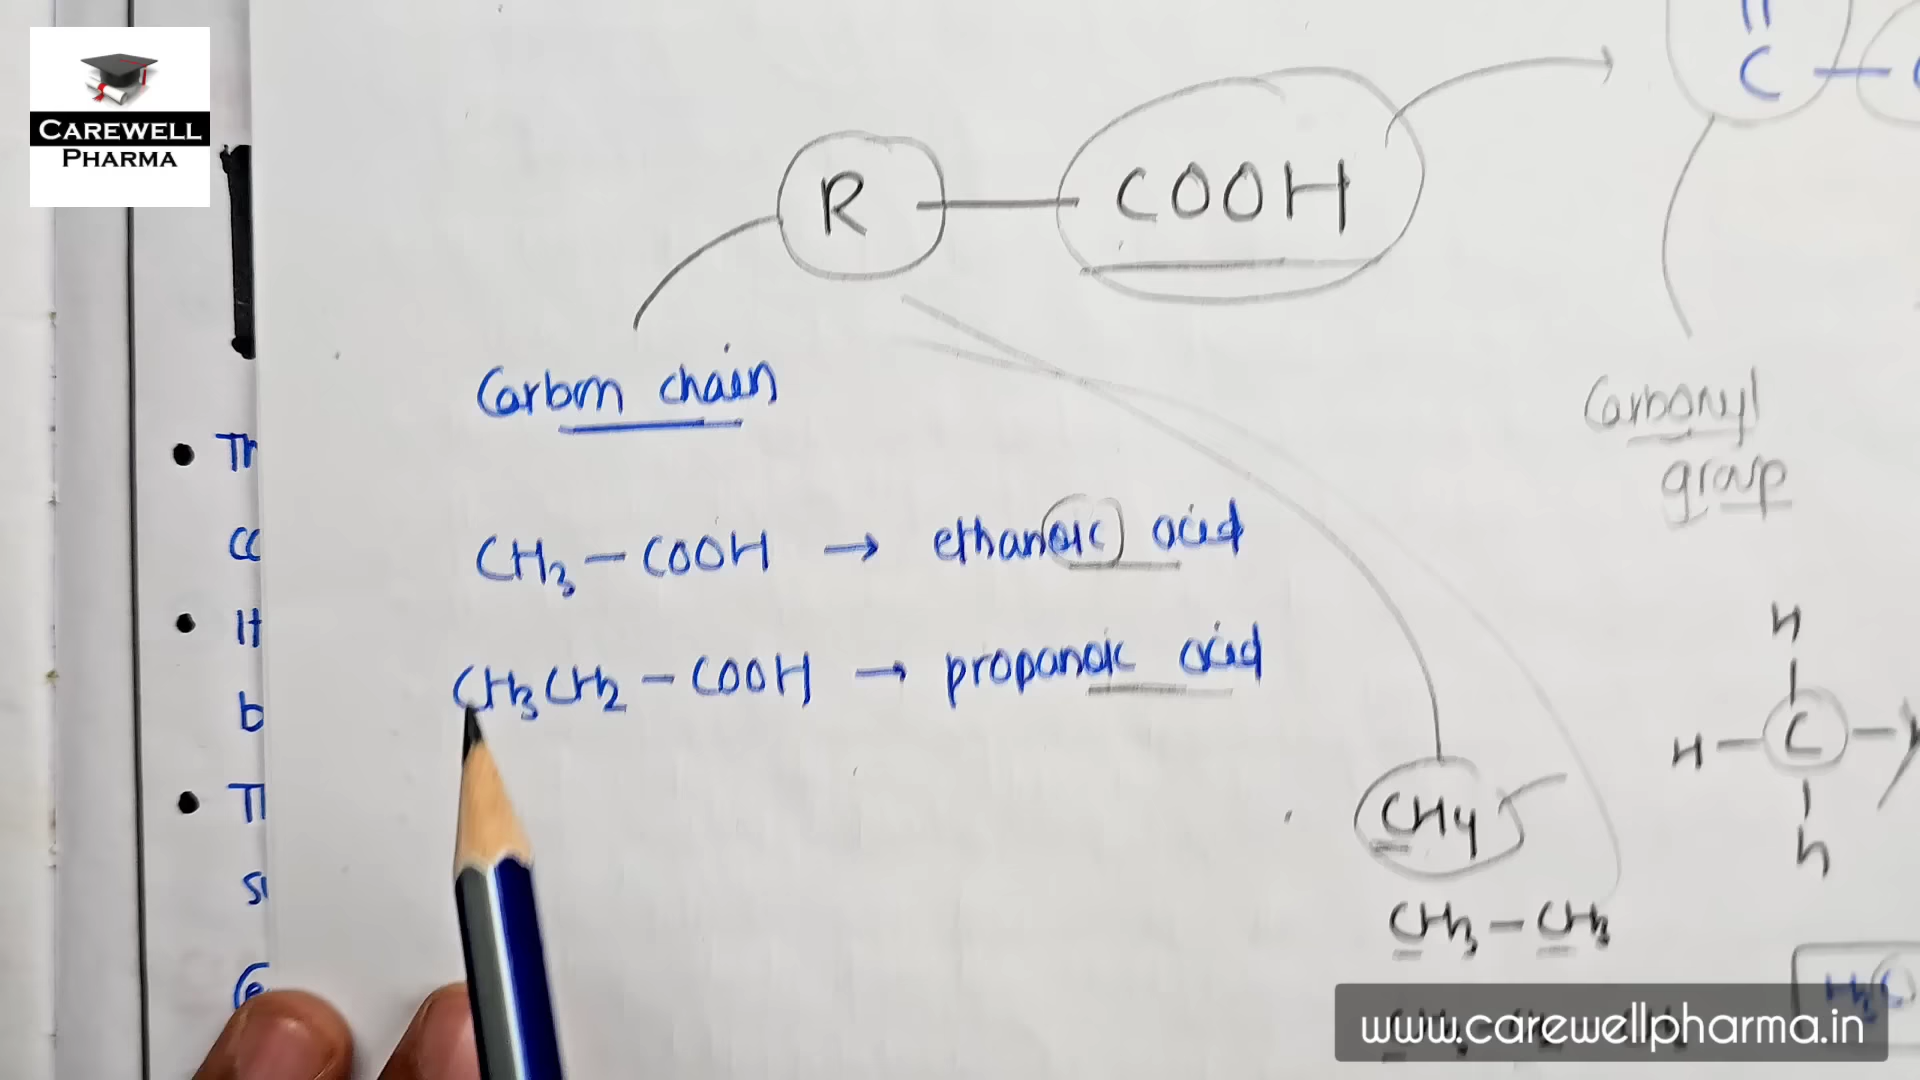 CAREWELL
PHARMA
R — COOH
C
Carbon chain
Carbonyl
group
CH3 – COOH → ethanoic acid
CH3CH2 – COOH → propanoic acid
H
H – C –
h
CH4
CH3 – CH3
www.carewellpharma.in